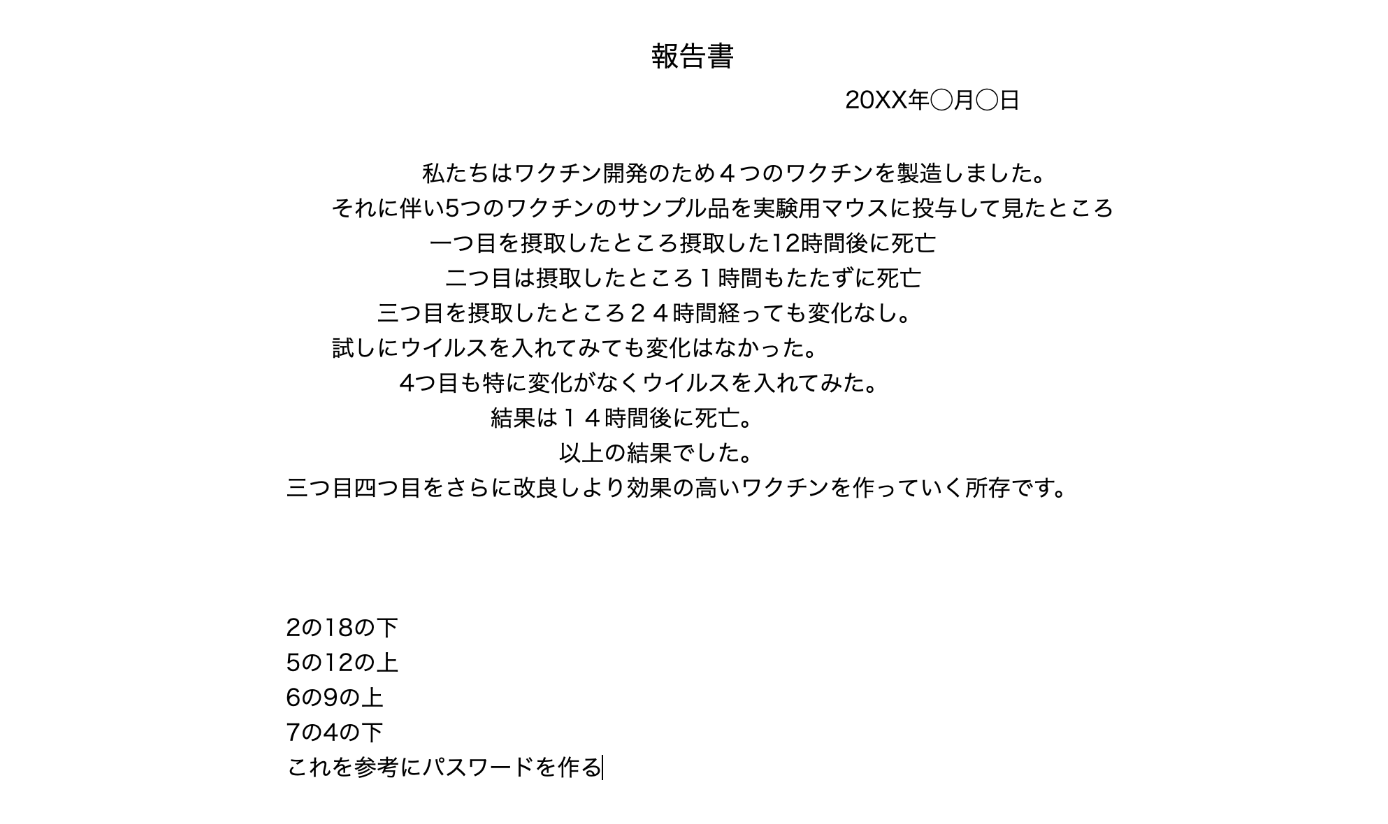 報告書
20XX年◯月◯日
私たちはワクチン開発のため４つのワクチンを製造しました。
それに伴い5つのワクチンのサンプル品を実験用マウスに投与して見たところ
一つ目を摂取したところ摂取した12時間後に死亡
二つ目は摂取したところ１時間もたたずに死亡
三つ目を摂取したところ２４時間経っても変化なし。
試しにウイルスを入れてみても変化はなかった。
4つ目も特に変化がなくウイルスを入れてみた。
結果は１４時間後に死亡。
以上の結果でした。
三つ目四つ目をさらに改良しより効果の高いワクチンを作っていく所存です。
2の18の下
5の12の上
6の9の上
7の4の下
これを参考にパスワードを作る